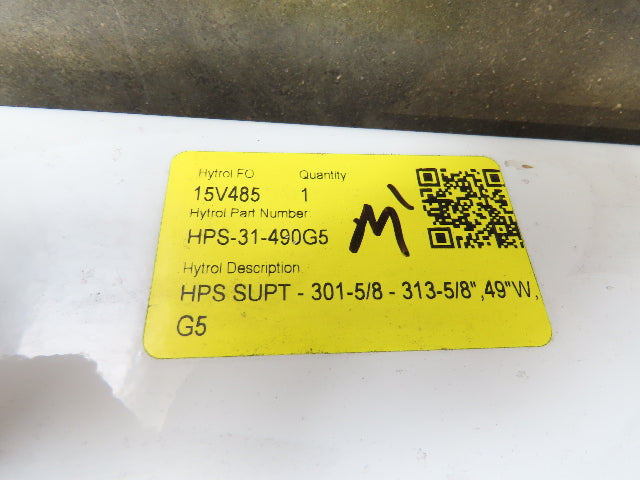 Hytrol FO Quantity
15V485 1
Hytrol Part Number
HPS-31-490G5
M
Hytrol Description
HPS SUPT - 301-5/8 - 313-5/8",49"W,
G5